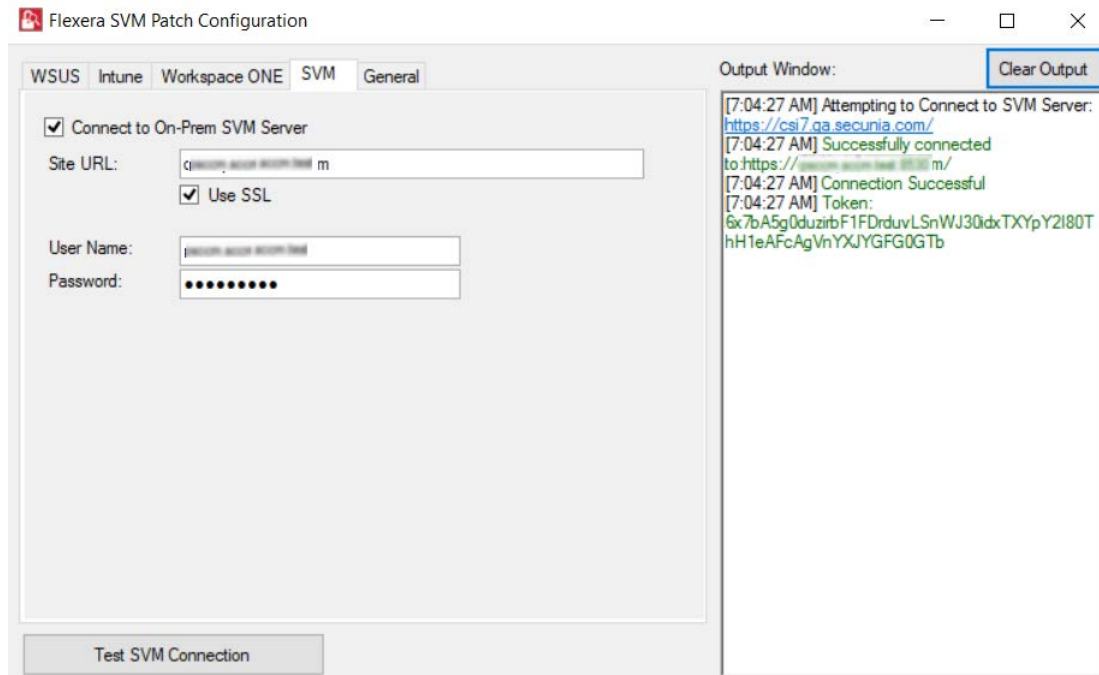 Flexera SVM Patch Configuration
WSUS Intune Workspace ONE SVM General
Connect to On-Prem SVM Server
Site URL: m
Use SSL
User Name:
Password: •••••••••
Test SVM Connection
Output Window: Clear Output
[7:04:27 AM] Attempting to Connect to SVM Server:
https://csi7.qa.secunia.com/
[7:04:27 AM] Successfully connected
to:https:// m/
[7:04:27 AM] Connection Successful
[7:04:27 AM] Token:
6x7bA5g0duzirbF1FDrduvLSnWJ30idxTXYpY2I80T
hH1eAFcAgVnYXJYGFG0GTb